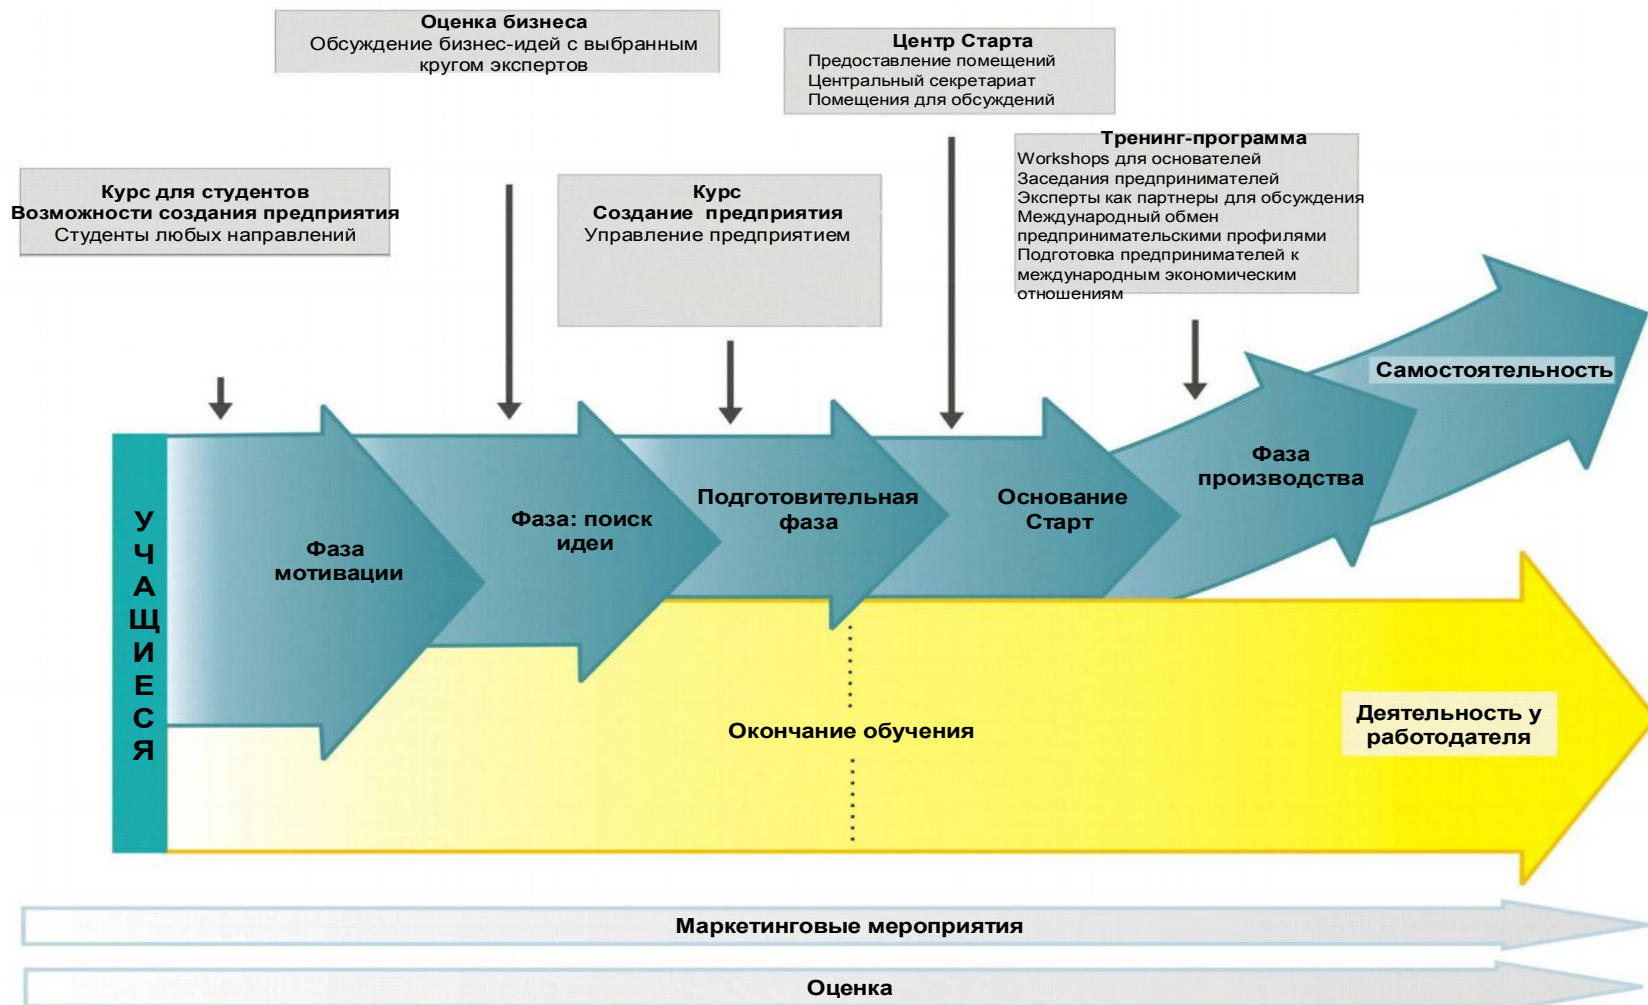 Оценка бизнеса
Обсуждение бизнес-идей с выбранным
кругом экспертов
Центр Старта
Предоставление помещений
Центральный секретариат
Помещения для обсуждений
Тренинг-программа
Workshops для основателей
Заседания предпринимателей
Эксперты как партнеры для обсуждения
Международный обмен
предпринимательскими профилями
Подготовка предпринимателей к
международным экономическим
отношениям
Курс для студентов
Возможности создания предприятия
Студенты любых направлений
Курс
Создание предприятия
Управление предприятием
УЧАЩИЕСЯ
Фаза
мотивации
Фаза: поиск
идеи
Подготовительная
фаза
Основание
Старт
Фаза
производства
Самостоятельность
Окончание обучения
Деятельность у
работодателя
Маркетинговые мероприятия
Оценка